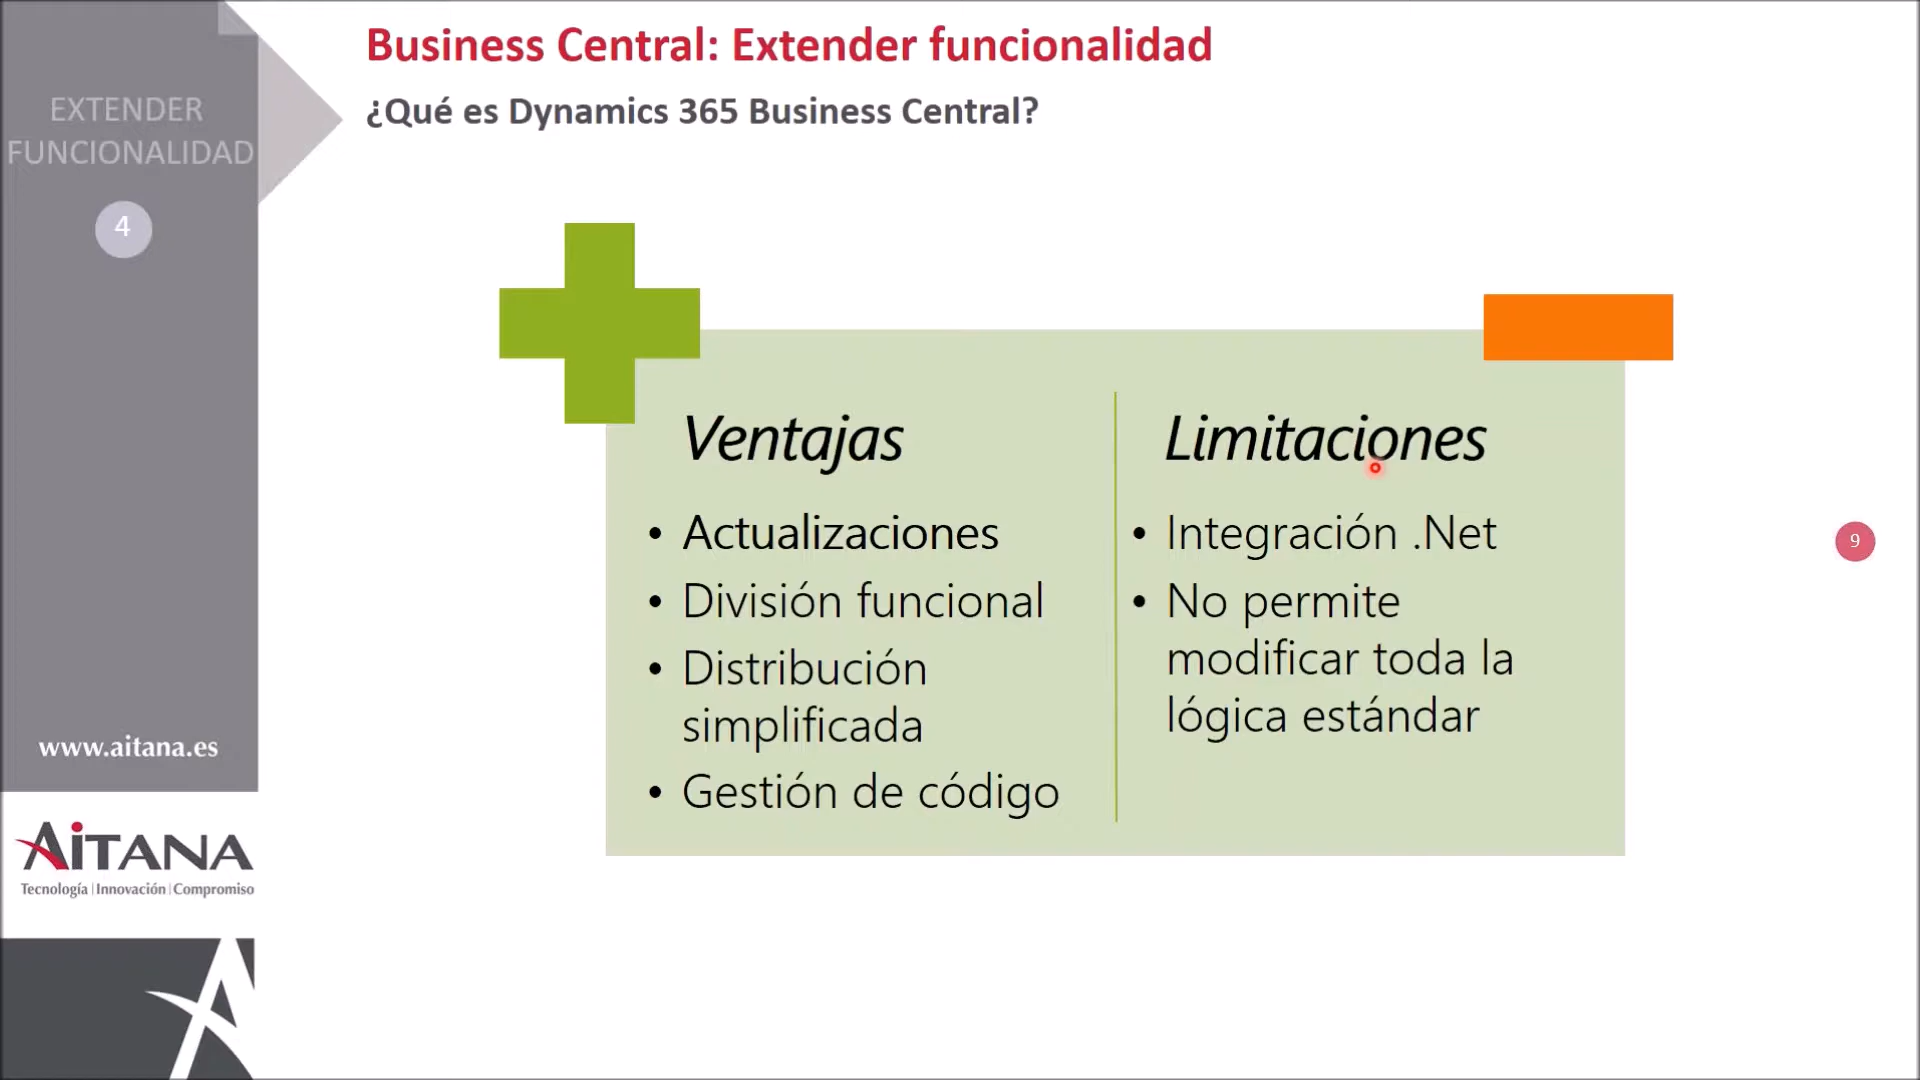 Business Central: Extender funcionalidad
¿Qué es Dynamics 365 Business Central?
EXTENDER
FUNCIONALIDAD
4
Ventajas
• Actualizaciones
• División funcional
• Distribución
simplificada
• Gestión de código
Limitaciones
• Integración .Net
• No permite
modificar toda la
lógica estándar
9
www.aitana.es
AiTANA
Tecnología | Innovación | Compromiso